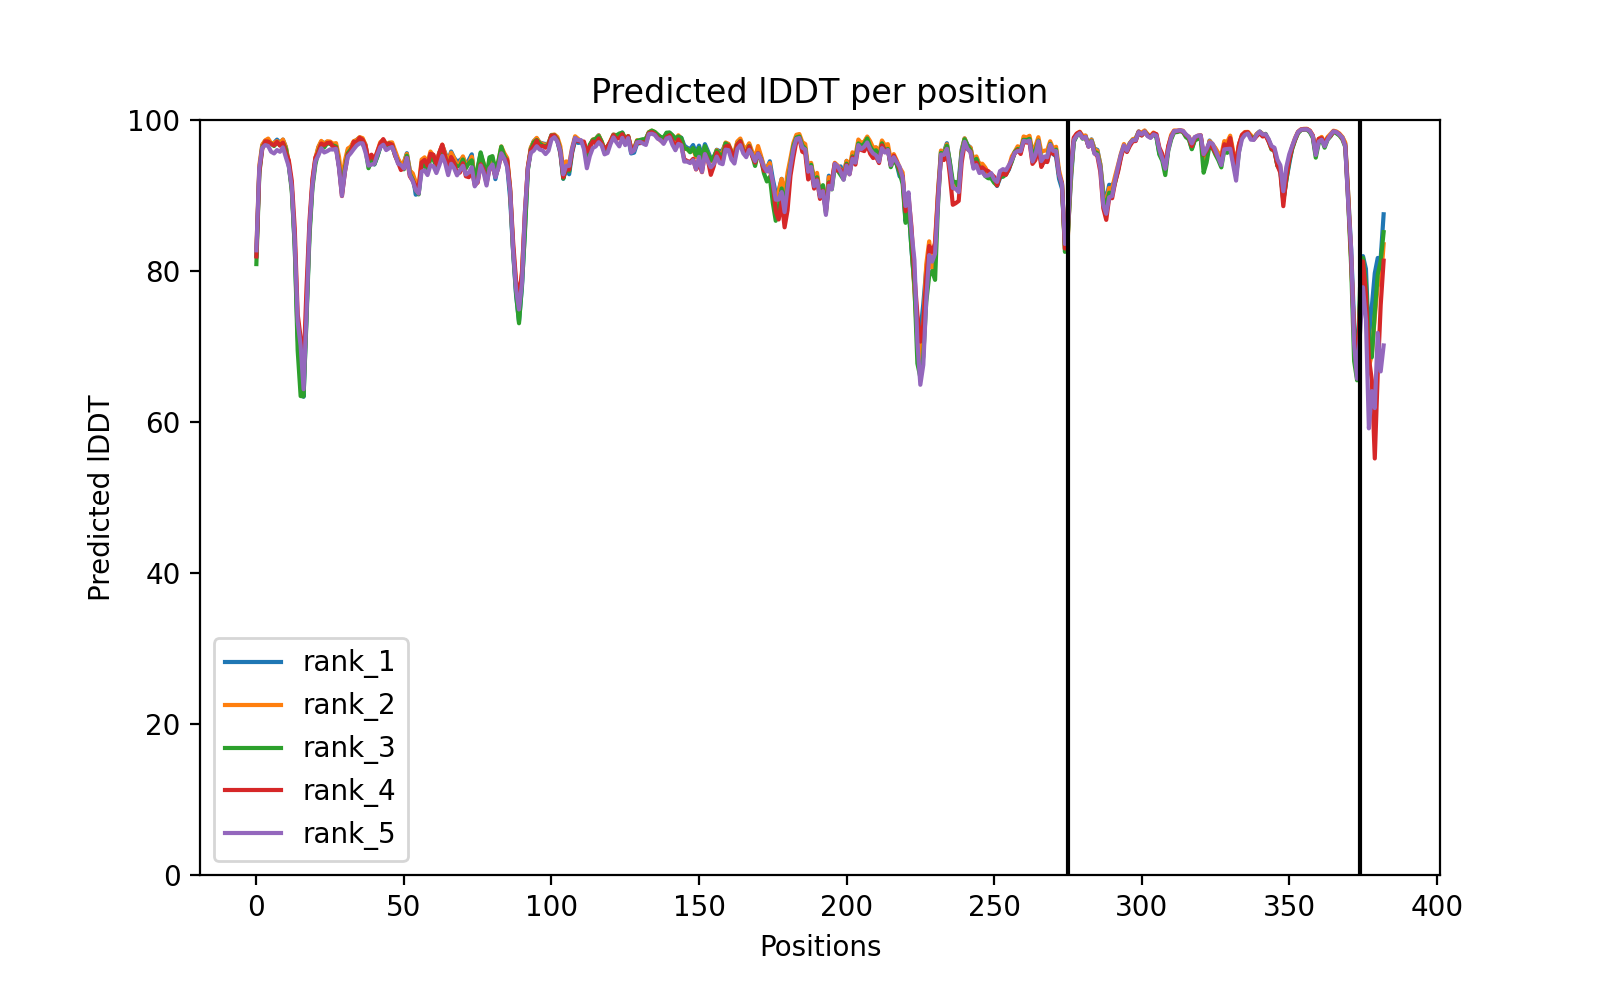 Predicted lDDT per position
100
80
60
40
20
0
Predicted lDDT
rank_1
rank_2
rank_3
rank_4
rank_5
0 50 100 150 200 250 300 350 400
Positions